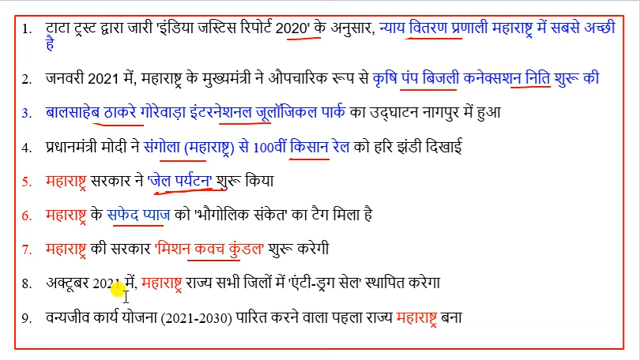 1. टाटा ट्रस्ट द्वारा जारी 'इंडिया जस्टिस रिपोर्ट 2020' के अनुसार, न्याय वितरण प्रणाली महाराष्ट्र में सबसे अच्छी
है
2. जनवरी 2021 में, महाराष्ट्र के मुख्यमंत्री ने औपचारिक रूप से कृषि पंप बिजली कनेक्सशन निति शुरू की
3. बालसाहेब ठाकरे गोरेवाड़ा इंटरनेशनल जूलॉजिकल पार्क का उद्घाटन नागपुर में हुआ
4. प्रधानमंत्री मोदी ने संगोला (महाराष्ट्र) से 100वीं किसान रेल को हरि झंडी दिखाई
5. महाराष्ट्र सरकार ने 'जेल पर्यटन' शुरू किया
6. महाराष्ट्र के सफेद प्याज को 'भौगोलिक संकेत' का टैग मिला है
7. महाराष्ट्र की सरकार 'मिशन कवच कुंडल' शुरू करेगी
8. अक्टूबर 2021 में, महाराष्ट्र राज्य सभी जिलों में 'एंटी-ड्रग सेल' स्थापित करेगा
9. वन्यजीव कार्य योजना (2021-2030) पारित करने वाला पहला राज्य महाराष्ट्र बना